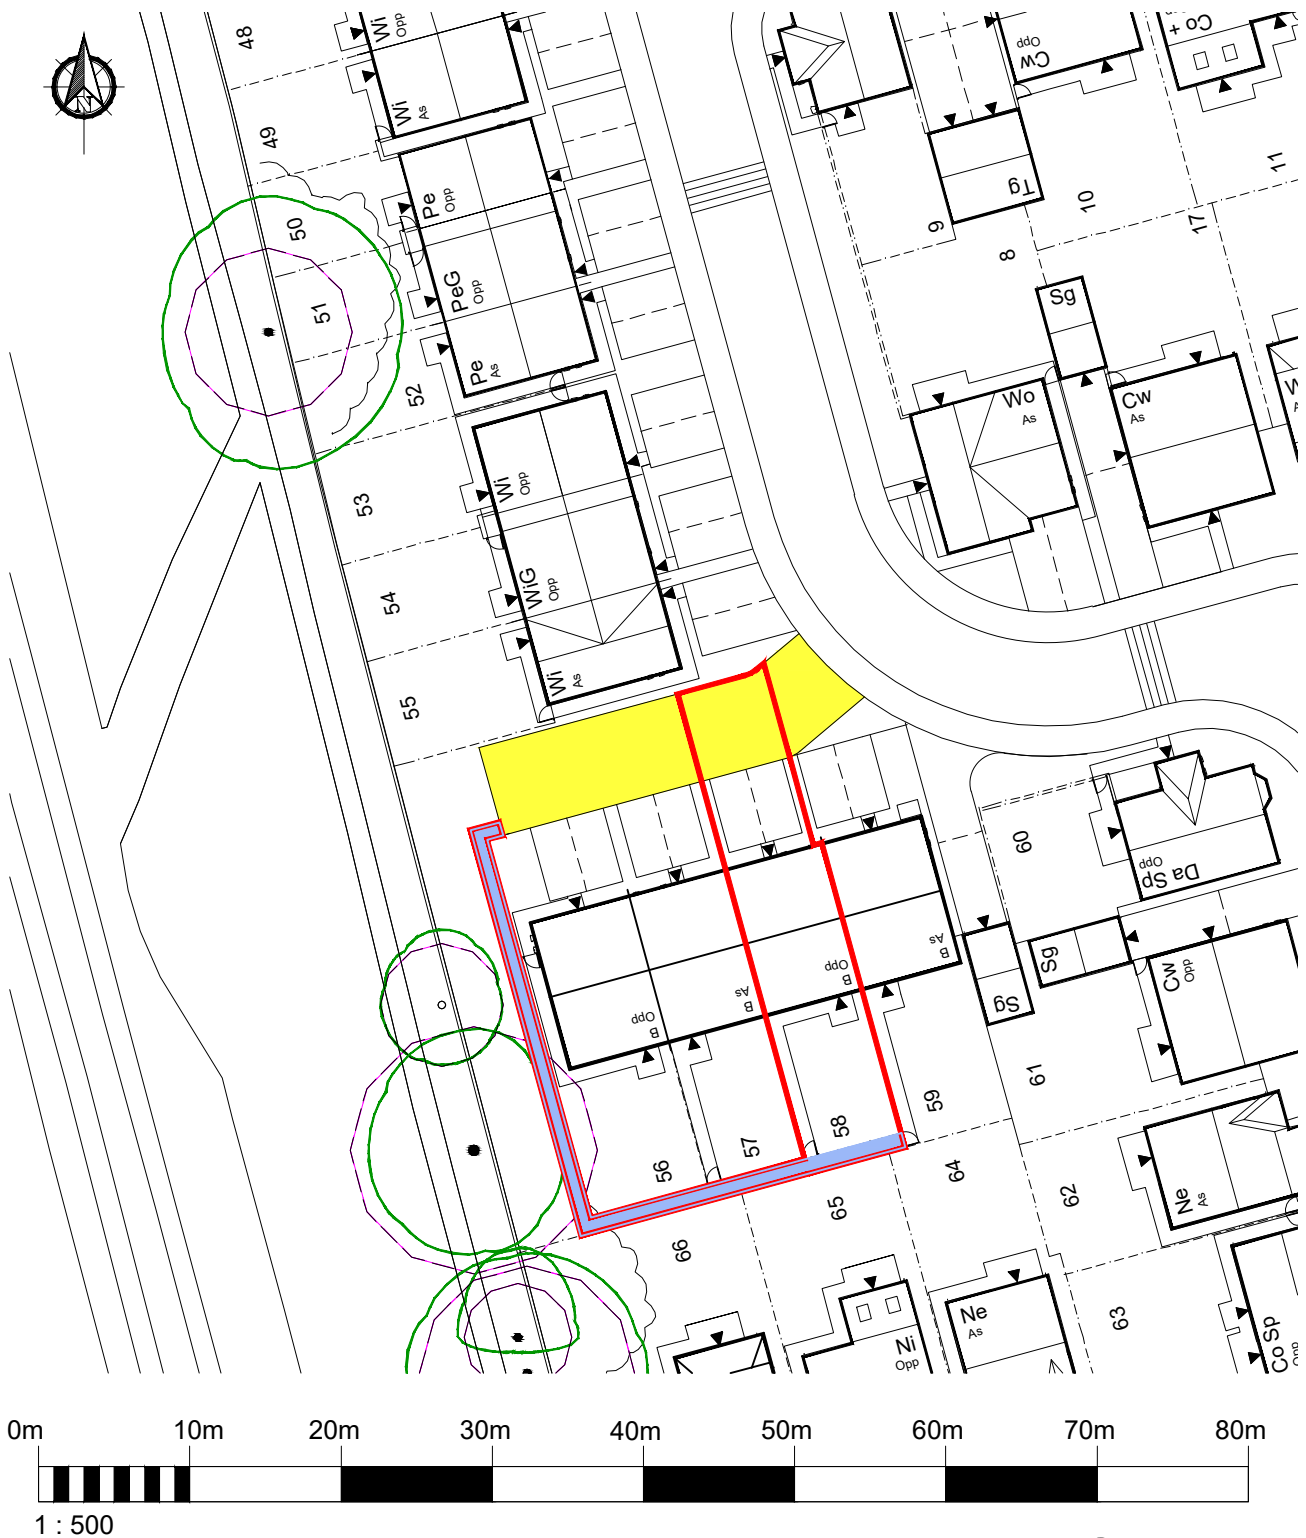 48
Wi
Opp
Wi
As
49
Pe
Opp
50
PeG
Opp
51
Pe
As
52
53
Wi
Opp
WiG
Opp
54
Wi
As
55
N
Cw
Opp
Co +
Tg
9
10
11
17
8
Sg
Wo
As
Cw
As
W
60
Da Sp
Opp
Sg
Sg
Cw
Opp
B
As
B
Opp
B
As
B
Opp
61
59
58
57
56
64
65
66
62
63
Ne
As
Ne
As
Ni
Opp
Co Sp
Opp
0m 10m 20m 30m 40m 50m 60m 70m 80m
1 : 500